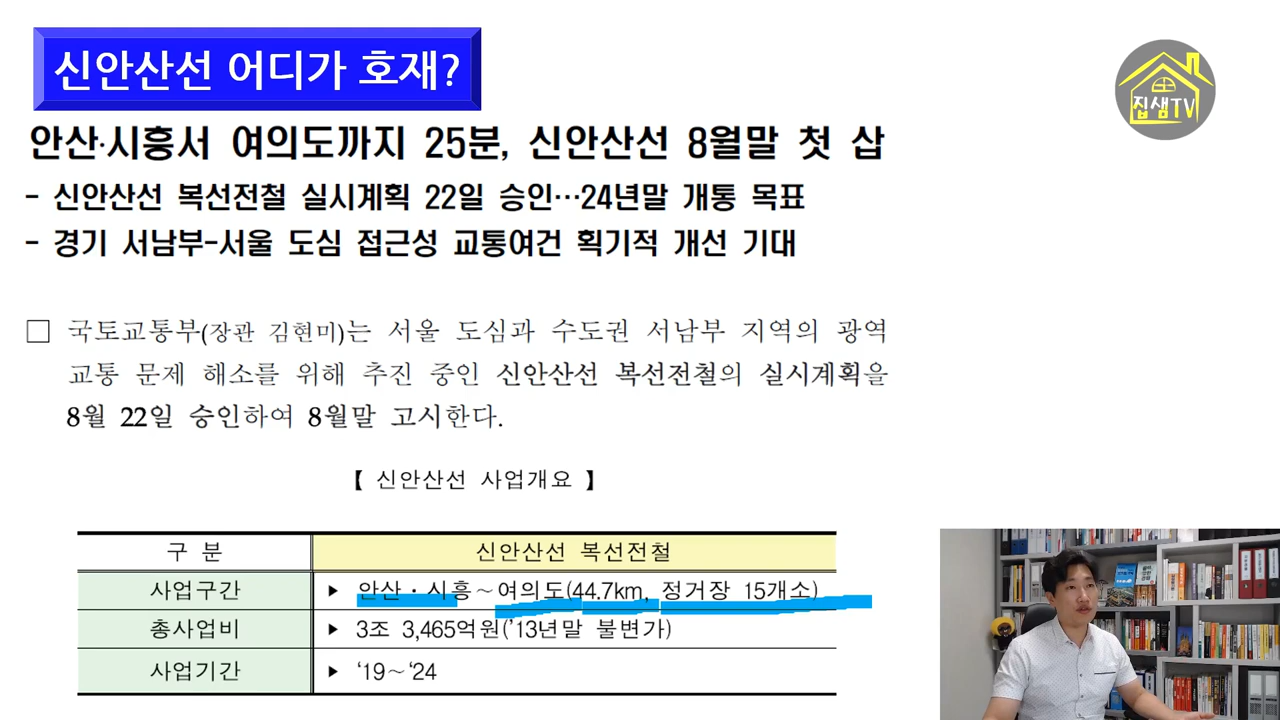 신안산선 어디가 호재?
집샘TV
안산·시흥서 여의도까지 25분, 신안산선 8월말 첫 삽
- 신안산선 복선전철 실시계획 22일 승인…24년말 개통 목표
- 경기 서남부-서울 도심 접근성 교통여건 획기적 개선 기대
□ 국토교통부(장관 김현미)는 서울 도심과 수도권 서남부 지역의 광역
교통 문제 해소를 위해 추진 중인 신안산선 복선전철의 실시계획을
8월 22일 승인하여 8월말 고시한다.
【 신안산선 사업개요 】
구 분 신안산선 복선전철
사업구간 ▶ 안산·시흥~여의도(44.7km, 정거장 15개소)
총사업비 ▶ 3조 3,465억원('13년말 불변가)
사업기간 ▶ '19~'24